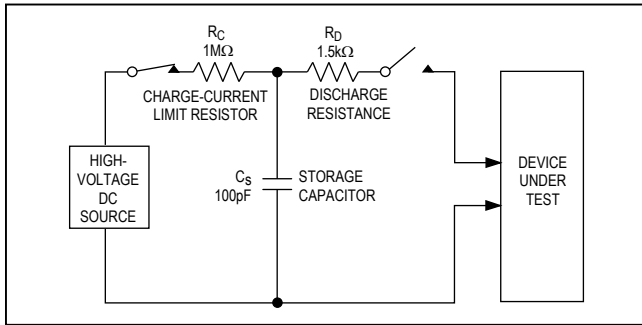 RC
1MΩ
CHARGE-CURRENT
LIMIT RESISTOR
RD
1.5kΩ
DISCHARGE
RESISTANCE
HIGH-
VOLTAGE
DC
SOURCE
CS
100pF
STORAGE
CAPACITOR
DEVICE
UNDER
TEST